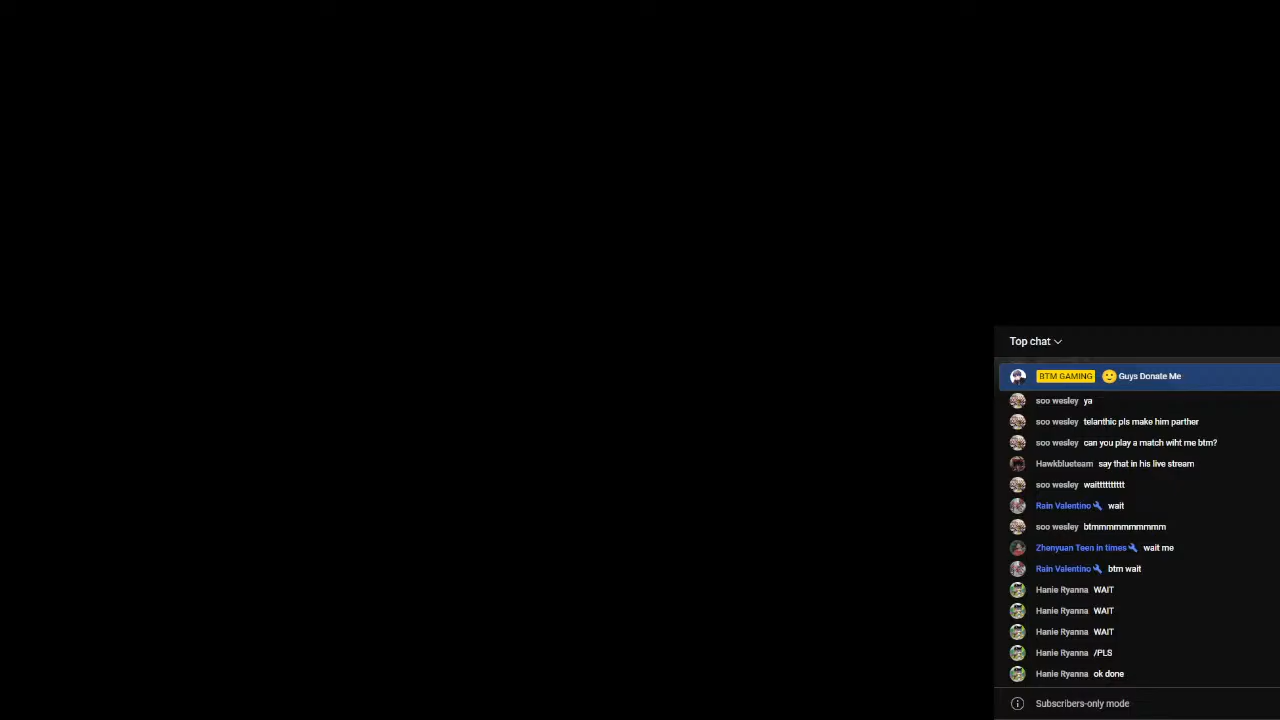 Top chat
BTM GAMING Guys Donate Me
soo wesley ya
soo wesley telanthic pls make him parther
soo wesley can you play a match wiht me btm?
Hawkblueteam say that in his live stream
soo wesley waittttttttttt
Rain Valentino wait
soo wesley btmmmmmmmmmm
Zhenyuan Teen in times wait me
Rain Valentino btm wait
Hanie Ryanna WAIT
Hanie Ryanna WAIT
Hanie Ryanna WAIT
Hanie Ryanna /PLS
Hanie Ryanna ok done
Subscribers-only mode